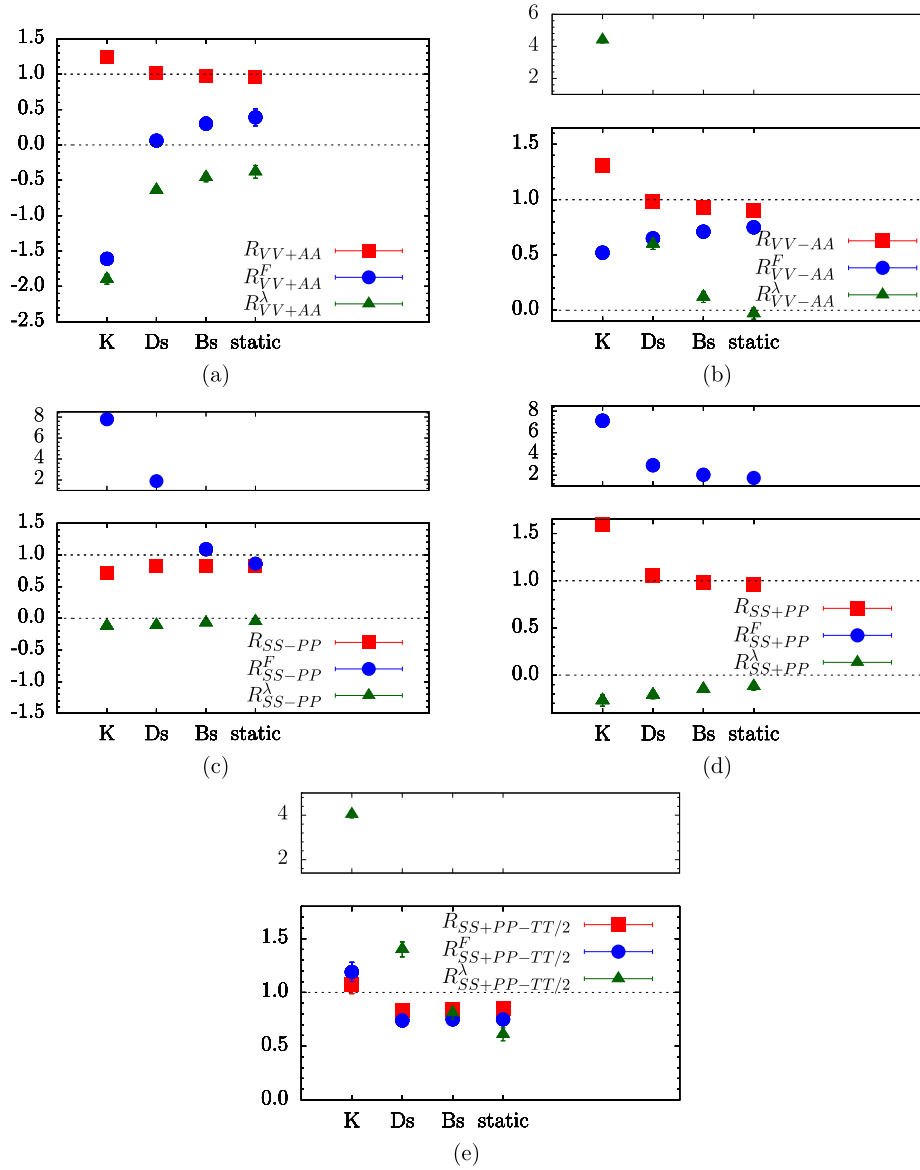 1.5
1.0
0.5
0.0
-0.5
-1.0
-1.5
-2.0
-2.5
R_{VV+AA}
R^F_{VV+AA}
R^λ_{VV+AA}
K Ds Bs static
(a)
6
4
2
1.5
1.0
0.5
0.0
R_{VV−AA}
R^F_{VV−AA}
R^λ_{VV−AA}
K Ds Bs static
(b)
8
6
4
2
1.5
1.0
0.5
0.0
-0.5
-1.0
-1.5
R_{SS−PP}
R^F_{SS−PP}
R^λ_{SS−PP}
K Ds Bs static
(c)
8
6
4
2
1.5
1.0
0.5
0.0
R_{SS+PP}
R^F_{SS+PP}
R^λ_{SS+PP}
K Ds Bs static
(d)
4
2
1.5
1.0
0.5
0.0
R_{SS+PP−TT/2}
R^F_{SS+PP−TT/2}
R^λ_{SS+PP−TT/2}
K Ds Bs static
(e)